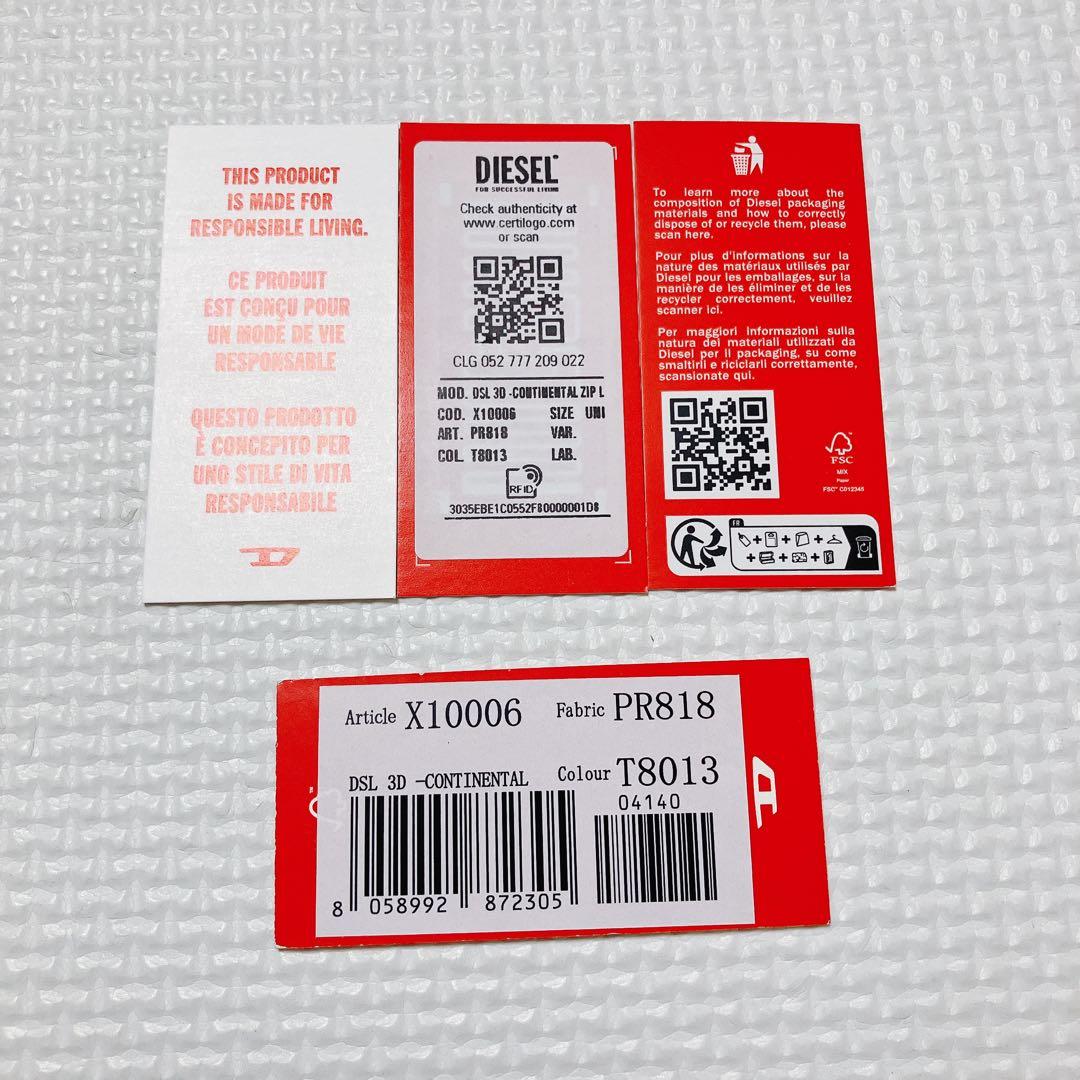 THIS PRODUCT
IS MADE FOR
RESPONSIBLE LIVING.
CE PRODUIT
EST CONÇU POUR
UN MODE DE VIE
RESPONSABLE
QUESTO PRODOTTO
È CONCEPITO PER
UNO STILE DI VITA
RESPONSABILE
DIESEL
FOR SUCCESSFUL LIVING
Check authenticity at
www.certilogo.com
or scan
CLG 052 777 209 022
MOD. DSL 3D -CONTINENTAL ZIP L
COD. X10006 SIZE UNI
ART. PR818 VAR.
COL. T8013 LAB.
RFID
3035EBE1C0552F80000001D8
To learn more about the
composition of Diesel packaging
materials and how to correctly
dispose of or recycle them, please
scan here.
Pour plus d'informations sur la
nature des matériaux utilisés par
Diesel pour les emballages, sur la
manière de les éliminer et de les
recycler correctement, veuillez
scanner ici.
Per maggiori informazioni sulla
natura dei materiali utilizzati da
Diesel per il packaging, su come
smaltirli e riciclarli correttamente,
scansionate qui.
FSC
MIX
Paper
FSC® C012345
FR
Article X10006 Fabric PR818
DSL 3D -CONTINENTAL Colour T8013
04140
8 058992 872305